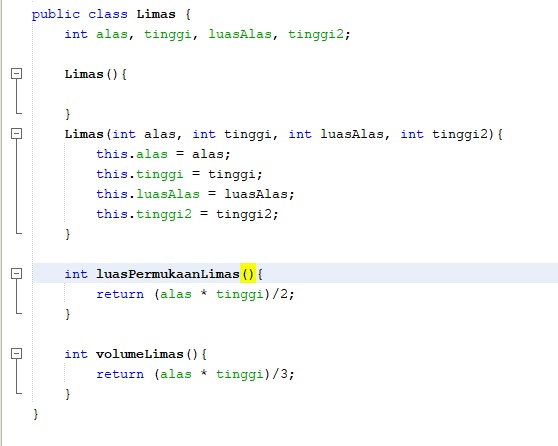 public class Limas {
int alas, tinggi, luasAlas, tinggi2;
Limas(){
}
Limas(int alas, int tinggi, int luasAlas, int tinggi2){
this.alas = alas;
this.tinggi = tinggi;
this.luasAlas = luasAlas;
this.tinggi2 = tinggi2;
}
int luasPermukaanLimas(){
return (alas * tinggi)/2;
}
int volumeLimas(){
return (alas * tinggi)/3;
}
}